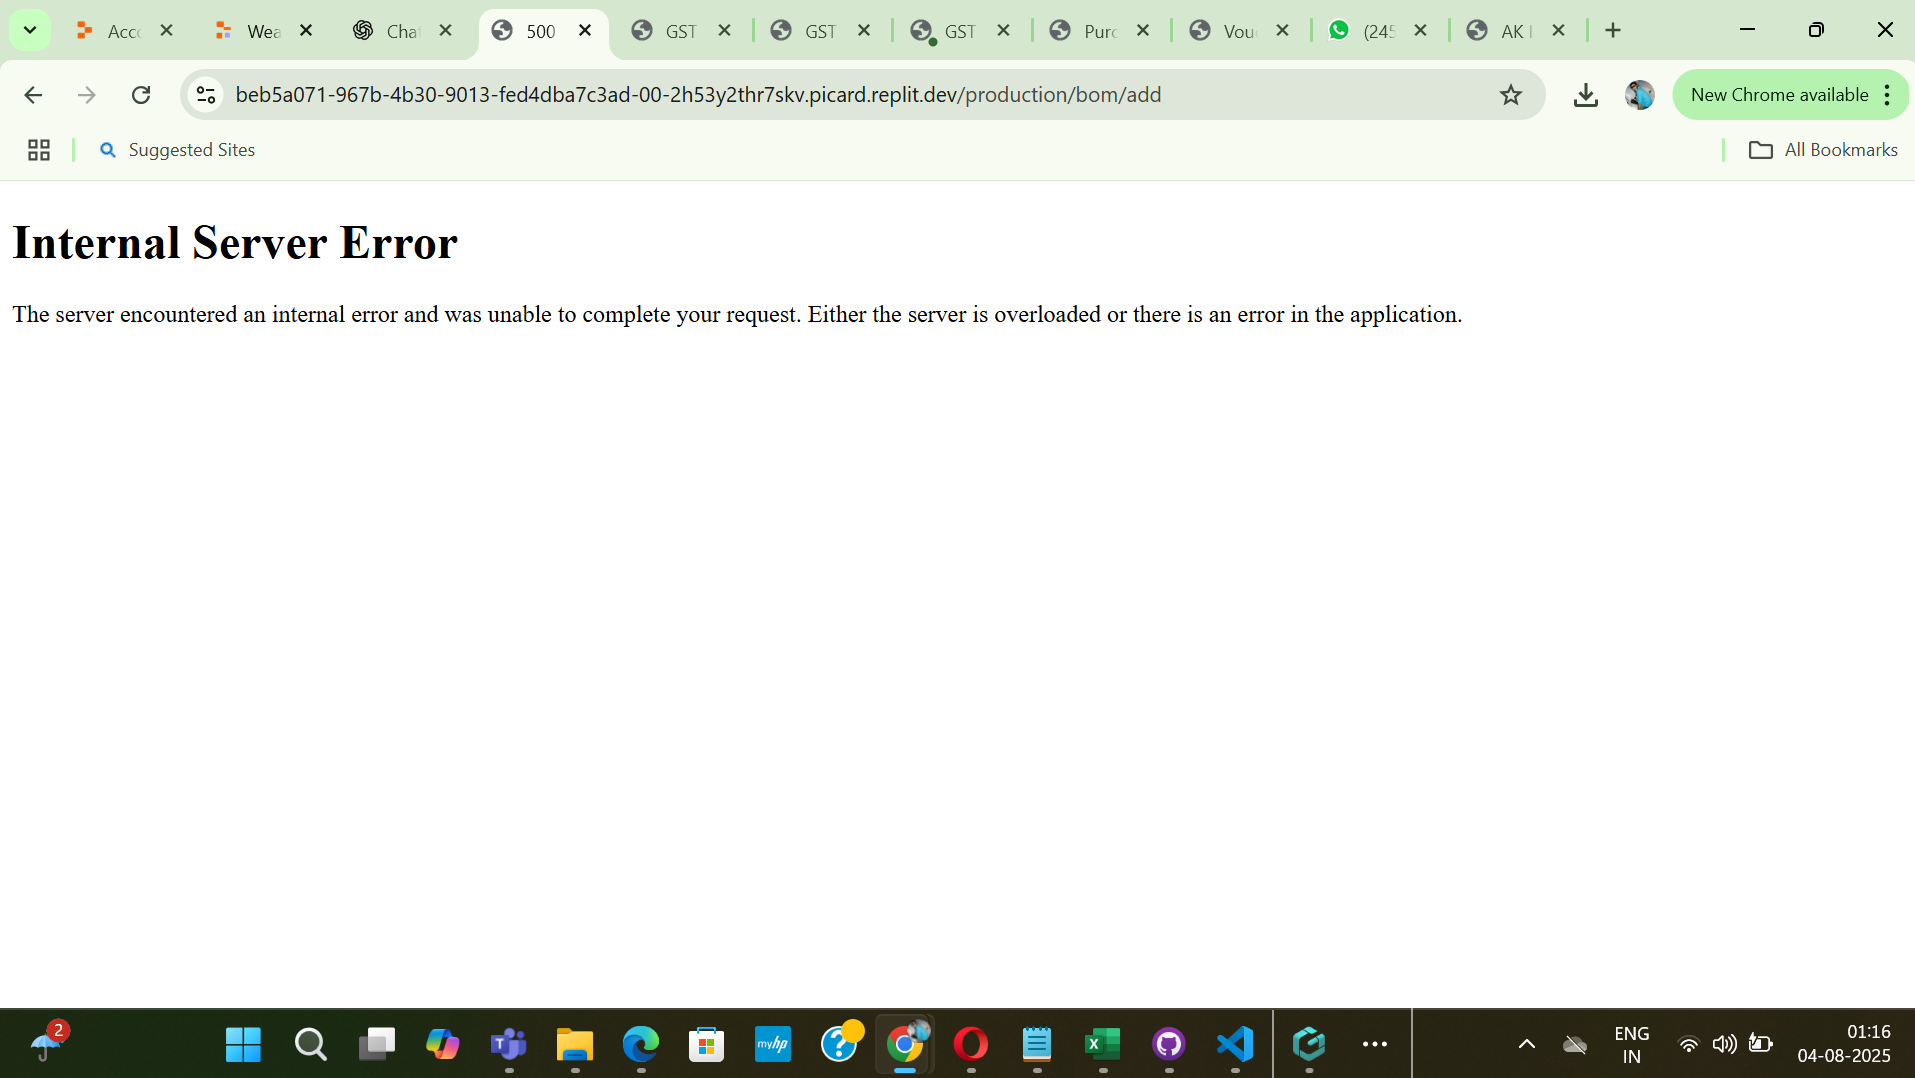 Acc
Wea
Chat
500
GST
GST
GST
Purc
Vou
(245
AK
beb5a071-967b-4b30-9013-fed4dba7c3ad-00-2h53y2thr7skv.picard.replit.dev/production/bom/add
New Chrome available
Suggested Sites
All Bookmarks
Internal Server Error
The server encountered an internal error and was unable to complete your request. Either the server is overloaded or there is an error in the application.
2
myhp
ENG
IN
01:16
04-08-2025